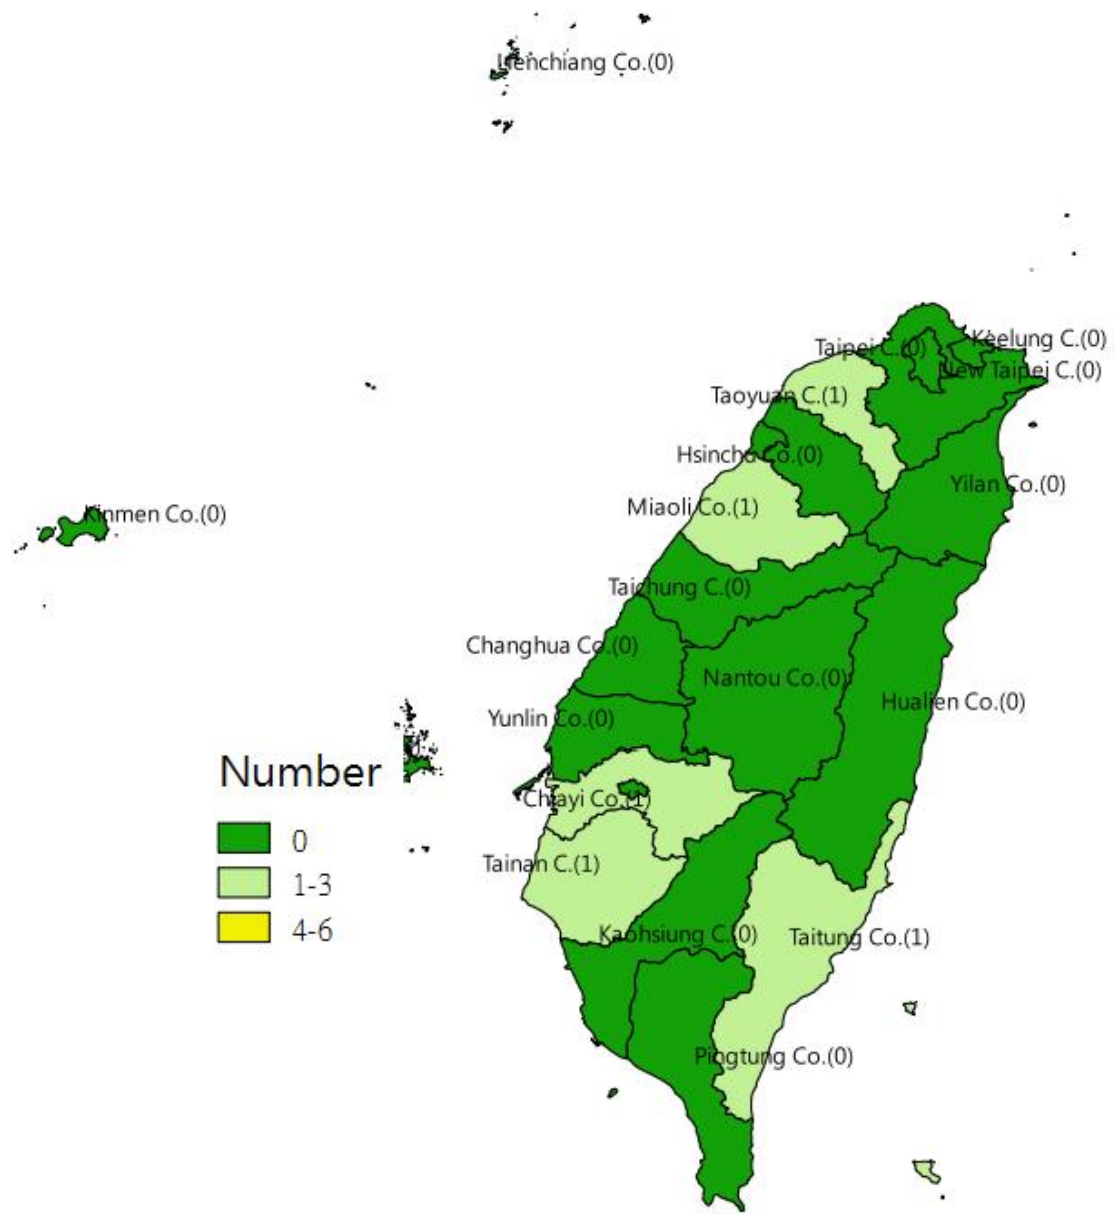 Lienchiang Co.(0)
Keelung C.(0)
Taipei C.(0)
New Taipei C.(0)
Taoyuan C.(1)
Hsinchu Co.(0)
Yilan Co.(0)
Miaoli Co.(1)
Kinmen Co.(0)
Taichung C.(0)
Changhua Co.(0)
Nantou Co.(0)
Hualien Co.(0)
Yunlin Co.(0)
Number
Chiayi Co.(1)
0
Tainan C.(1)
1-3
4-6
Kaohsiung C.(0)
Taitung Co.(1)
Pingtung Co.(0)